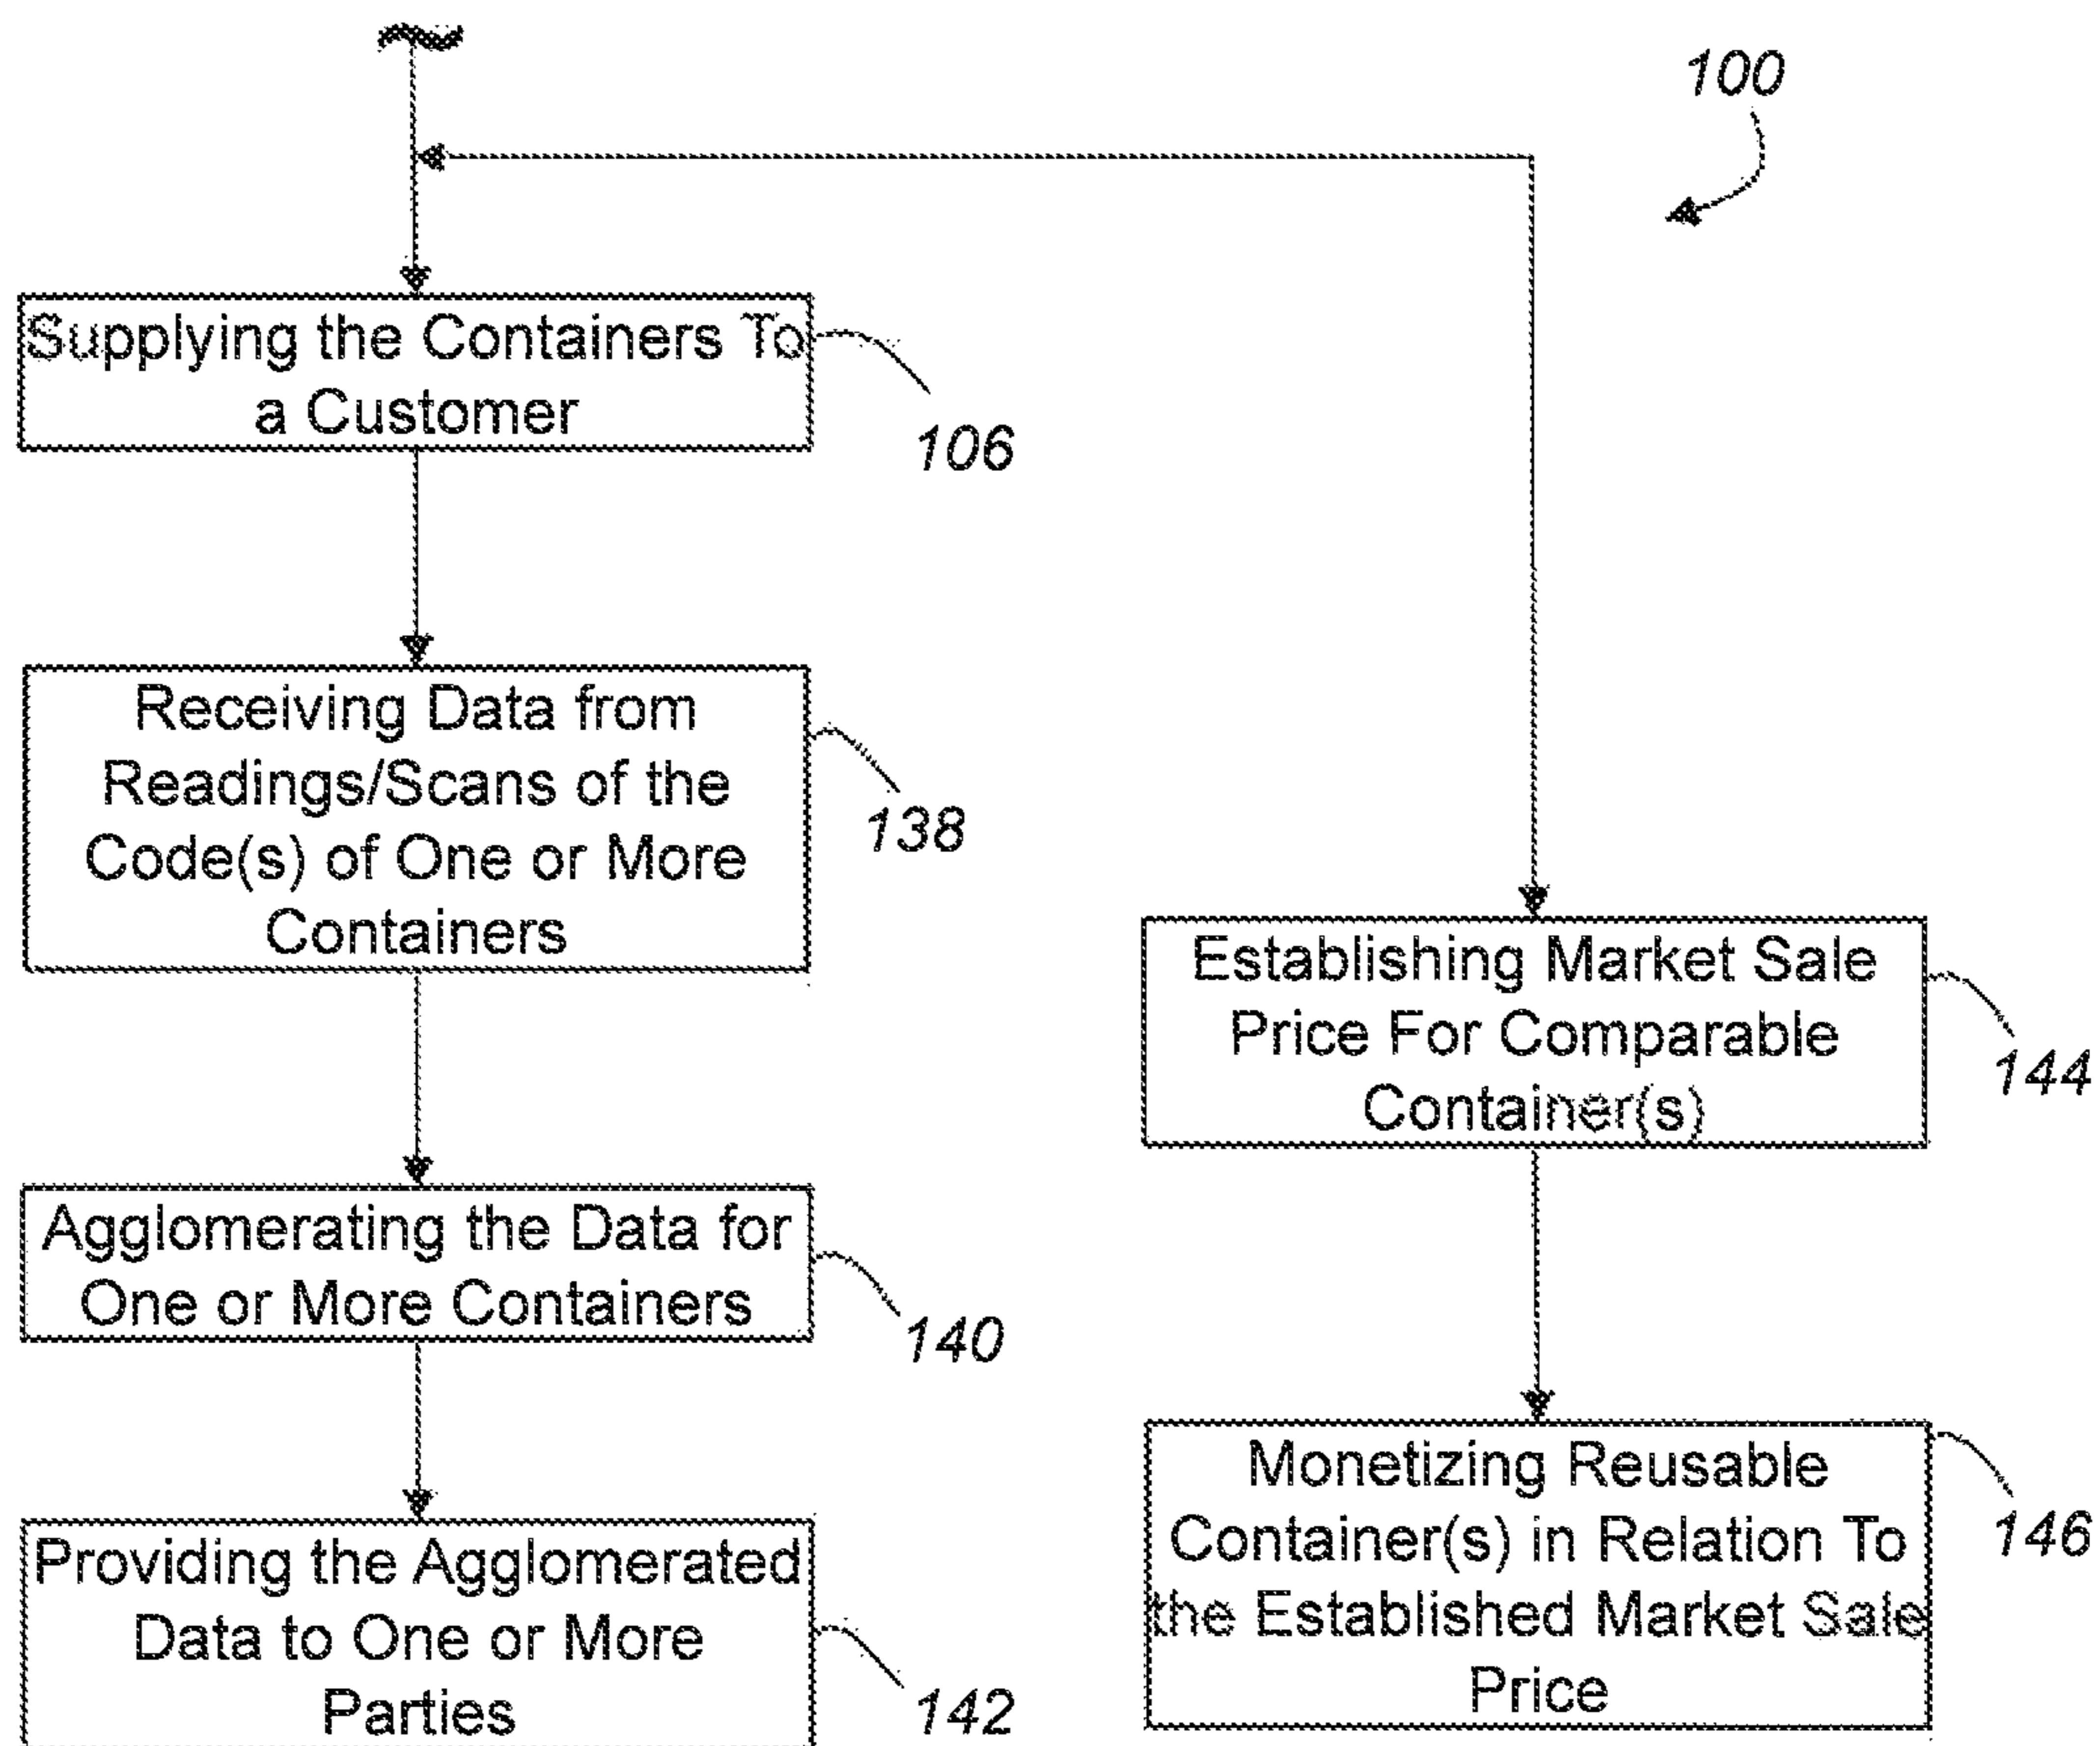 100
Supplying the Containers To
a Customer
106
Receiving Data from
Readings/Scans of the
Code(s) of One or More
Containers
138
Agglomerating the Data for
One or More Containers
140
Providing the Agglomerated
Data to One or More
Parties
142
Establishing Market Sale
Price For Comparable
Container(s)
144
Monetizing Reusable
Container(s) in Relation To
the Established Market Sale
Price
146